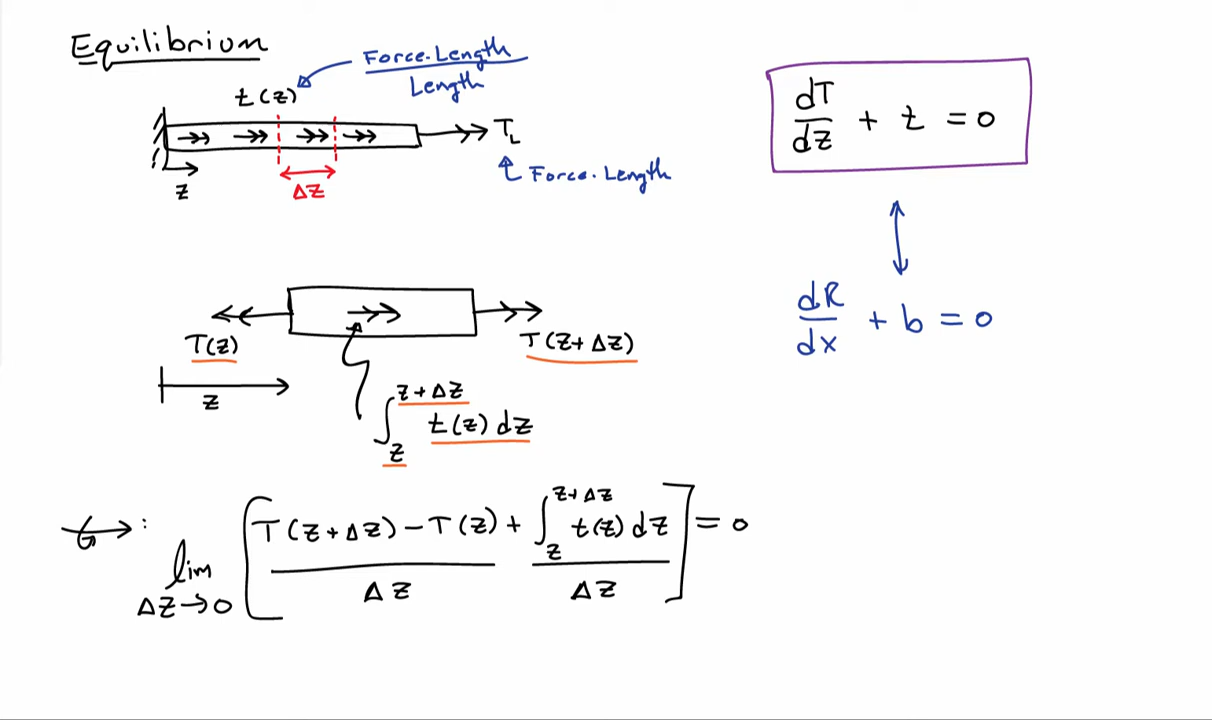 Equilibrium
Force.Length
Length
t(z)
T_L
Force.Length
z
Δz
dT/dz + t = 0
dR/dx + b = 0
T(z)
T(z+Δz)
z
∫_z^{z+Δz} t(z) dz
: lim_{Δz→0} [ (T(z+Δz) − T(z))/Δz + (∫_z^{z+Δz} t(z) dz)/Δz ] = 0